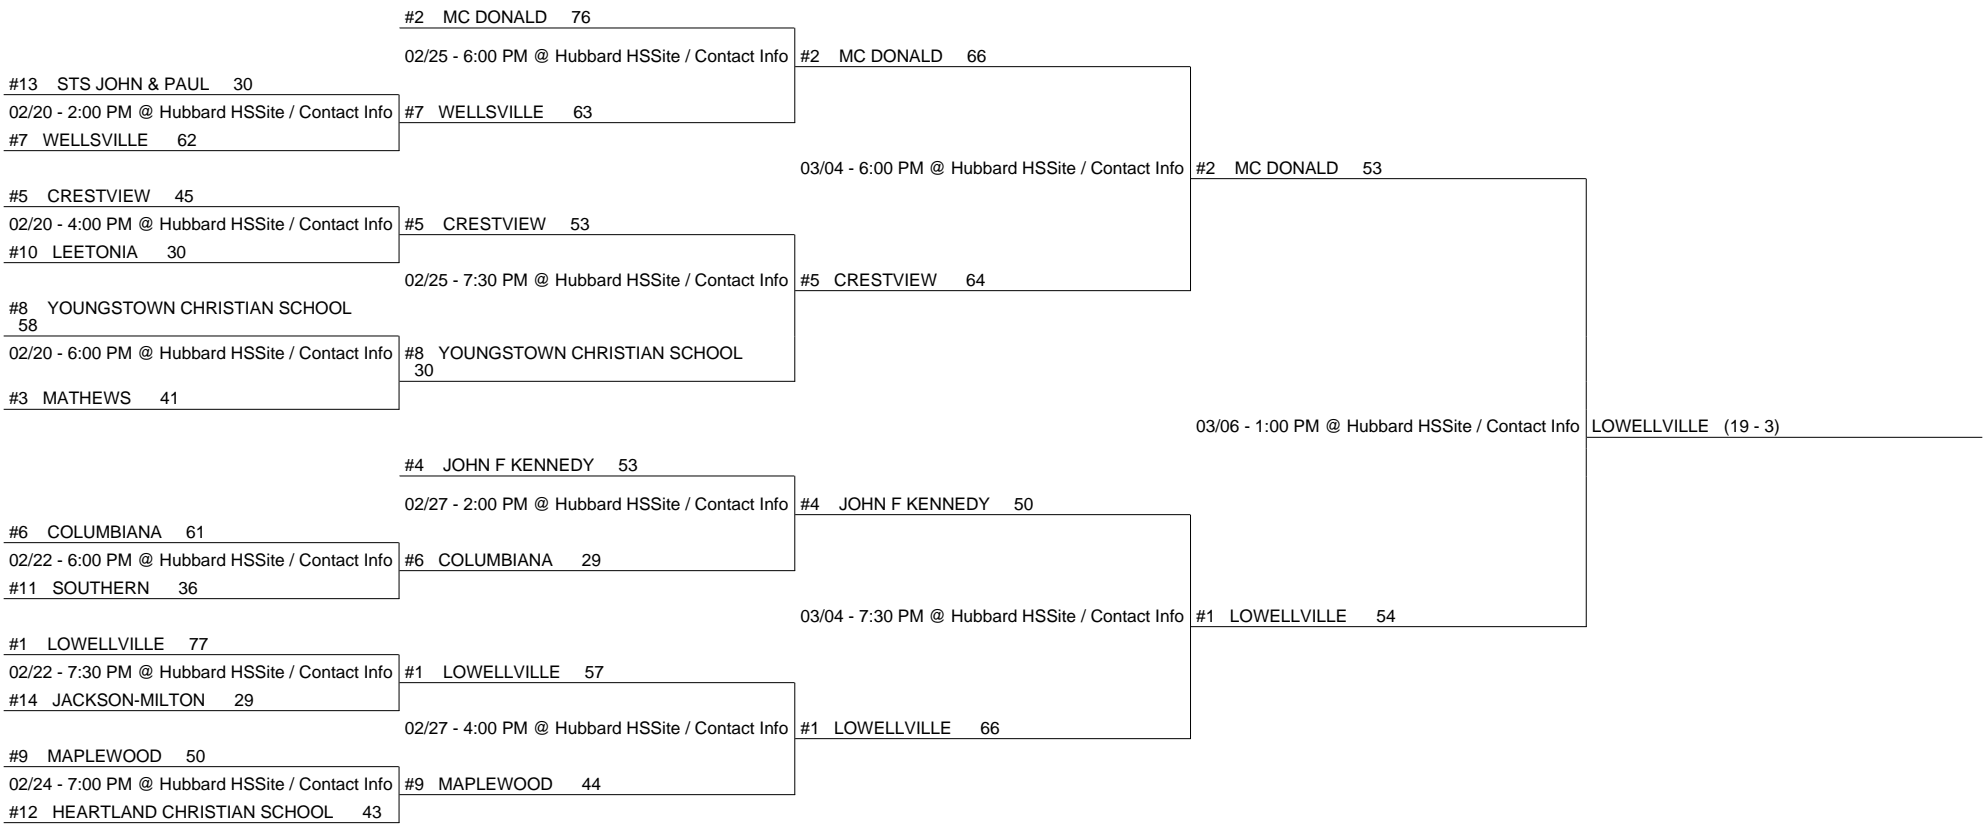 #2 MC DONALD 76
02/25 - 6:00 PM @ Hubbard HSSite / Contact Info
#2 MC DONALD 66
#13 STS JOHN & PAUL 30
02/20 - 2:00 PM @ Hubbard HSSite / Contact Info
#7 WELLSVILLE 63
#7 WELLSVILLE 62
03/04 - 6:00 PM @ Hubbard HSSite / Contact Info
#2 MC DONALD 53
#5 CRESTVIEW 45
02/20 - 4:00 PM @ Hubbard HSSite / Contact Info
#5 CRESTVIEW 53
#10 LEETONIA 30
02/25 - 7:30 PM @ Hubbard HSSite / Contact Info
#5 CRESTVIEW 64
#8 YOUNGSTOWN CHRISTIAN SCHOOL
58
02/20 - 6:00 PM @ Hubbard HSSite / Contact Info
#8 YOUNGSTOWN CHRISTIAN SCHOOL
30
#3 MATHEWS 41
03/06 - 1:00 PM @ Hubbard HSSite / Contact Info
LOWELLVILLE (19 - 3)
#4 JOHN F KENNEDY 53
02/27 - 2:00 PM @ Hubbard HSSite / Contact Info
#4 JOHN F KENNEDY 50
#6 COLUMBIANA 61
02/22 - 6:00 PM @ Hubbard HSSite / Contact Info
#6 COLUMBIANA 29
#11 SOUTHERN 36
03/04 - 7:30 PM @ Hubbard HSSite / Contact Info
#1 LOWELLVILLE 54
#1 LOWELLVILLE 77
02/22 - 7:30 PM @ Hubbard HSSite / Contact Info
#1 LOWELLVILLE 57
#14 JACKSON-MILTON 29
02/27 - 4:00 PM @ Hubbard HSSite / Contact Info
#1 LOWELLVILLE 66
#9 MAPLEWOOD 50
02/24 - 7:00 PM @ Hubbard HSSite / Contact Info
#9 MAPLEWOOD 44
#12 HEARTLAND CHRISTIAN SCHOOL 43